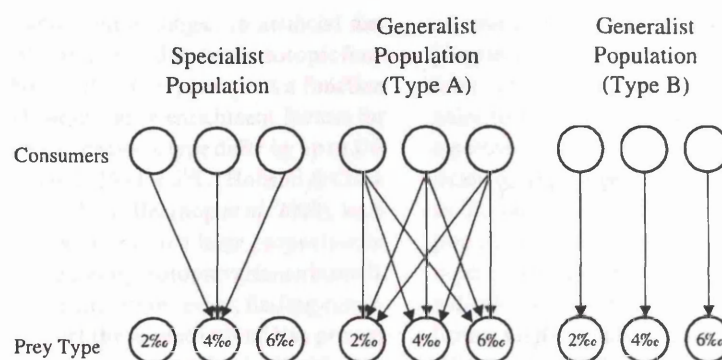 Specialist
Population
Generalist
Population
(Type A)
Generalist
Population
(Type B)
Consumers
Prey Type
2‰ 4‰ 6‰ 2‰ 4‰ 6‰ 2‰ 4‰ 6‰